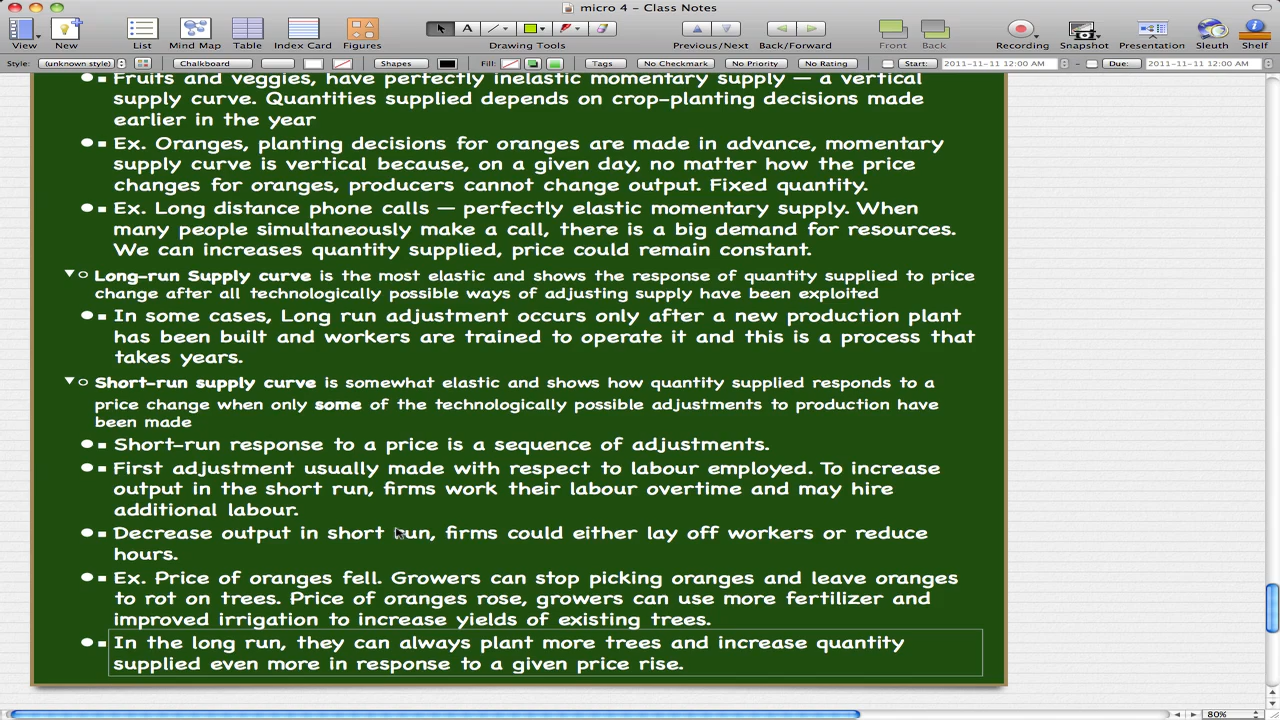 micro 4 - Class Notes
View New List Mind Map Table Index Card Figures Drawing Tools Previous/Next Back/Forward Front Back Recording Snapshot Presentation Sleuth Shelf
Style: (unknown style) Chalkboard Shapes Fill: Tags No Checkmark No Priority No Rating Start: 2011-11-11 12:00 AM Due: 2011-11-11 12:00 AM
Fruits and veggies, have perfectly inelastic momentary supply — a vertical
supply curve. Quantities supplied depends on crop-planting decisions made
earlier in the year
Ex. Oranges, planting decisions for oranges are made in advance, momentary
supply curve is vertical because, on a given day, no matter how the price
changes for oranges, producers cannot change output. Fixed quantity.
Ex. Long distance phone calls — perfectly elastic momentary supply. When
many people simultaneously make a call, there is a big demand for resources.
We can increases quantity supplied, price could remain constant.
Long-run Supply curve is the most elastic and shows the response of quantity supplied to price
change after all technologically possible ways of adjusting supply have been exploited
In some cases, Long run adjustment occurs only after a new production plant
has been built and workers are trained to operate it and this is a process that
takes years.
Short-run supply curve is somewhat elastic and shows how quantity supplied responds to a
price change when only some of the technologically possible adjustments to production have
been made
Short-run response to a price is a sequence of adjustments.
First adjustment usually made with respect to labour employed. To increase
output in the short run, firms work their labour overtime and may hire
additional labour.
Decrease output in short run, firms could either lay off workers or reduce
hours.
Ex. Price of oranges fell. Growers can stop picking oranges and leave oranges
to rot on trees. Price of oranges rose, growers can use more fertilizer and
improved irrigation to increase yields of existing trees.
In the long run, they can always plant more trees and increase quantity
supplied even more in response to a given price rise.
80%